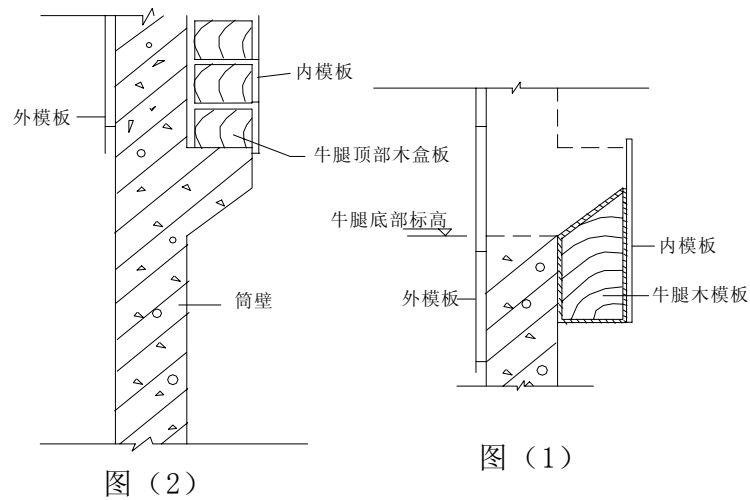 内模板
外模板
牛腿顶部木盒板
筒壁
图（2）
牛腿底部标高
内模板
外模板
牛腿木模板
图（1）